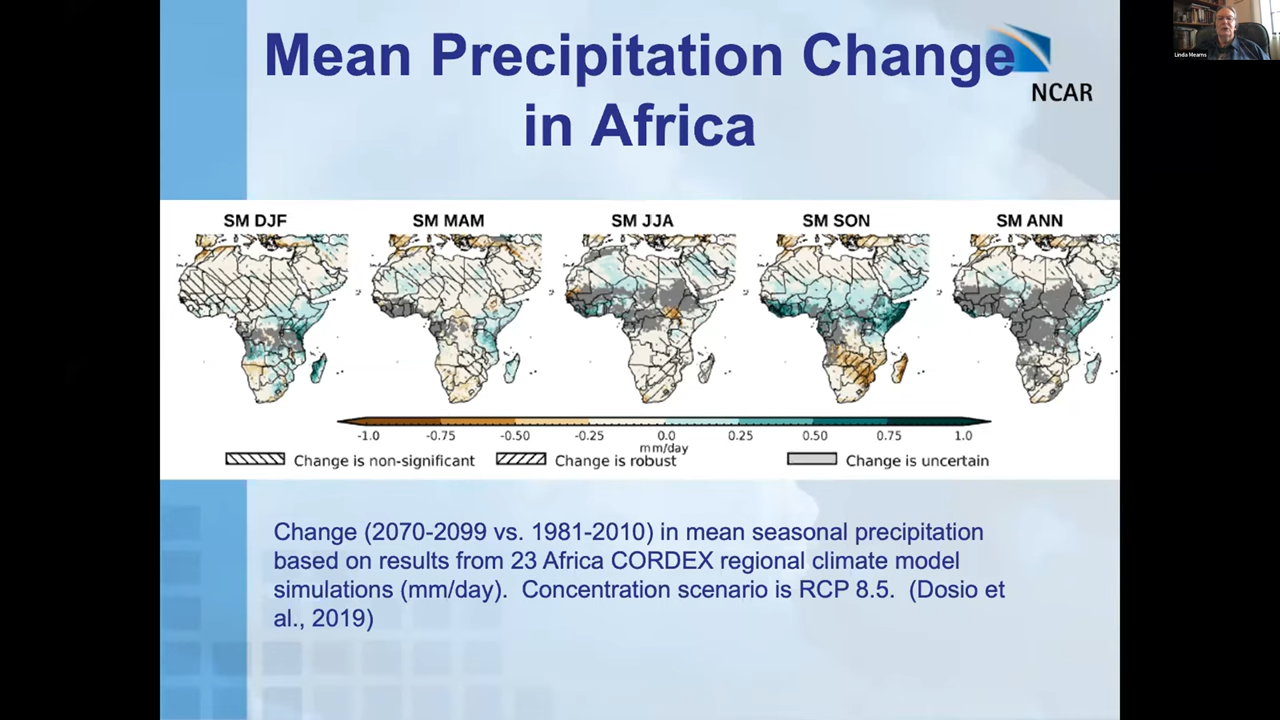 Mean Precipitation Change
in Africa
NCAR
Linda Mearns
SM DJF SM MAM SM JJA SM SON SM ANN
-1.0 -0.75 -0.50 -0.25 0.0 0.25 0.50 0.75 1.0
mm/day
Change is non-significant Change is robust Change is uncertain
Change (2070-2099 vs. 1981-2010) in mean seasonal precipitation
based on results from 23 Africa CORDEX regional climate model
simulations (mm/day). Concentration scenario is RCP 8.5. (Dosio et
al., 2019)